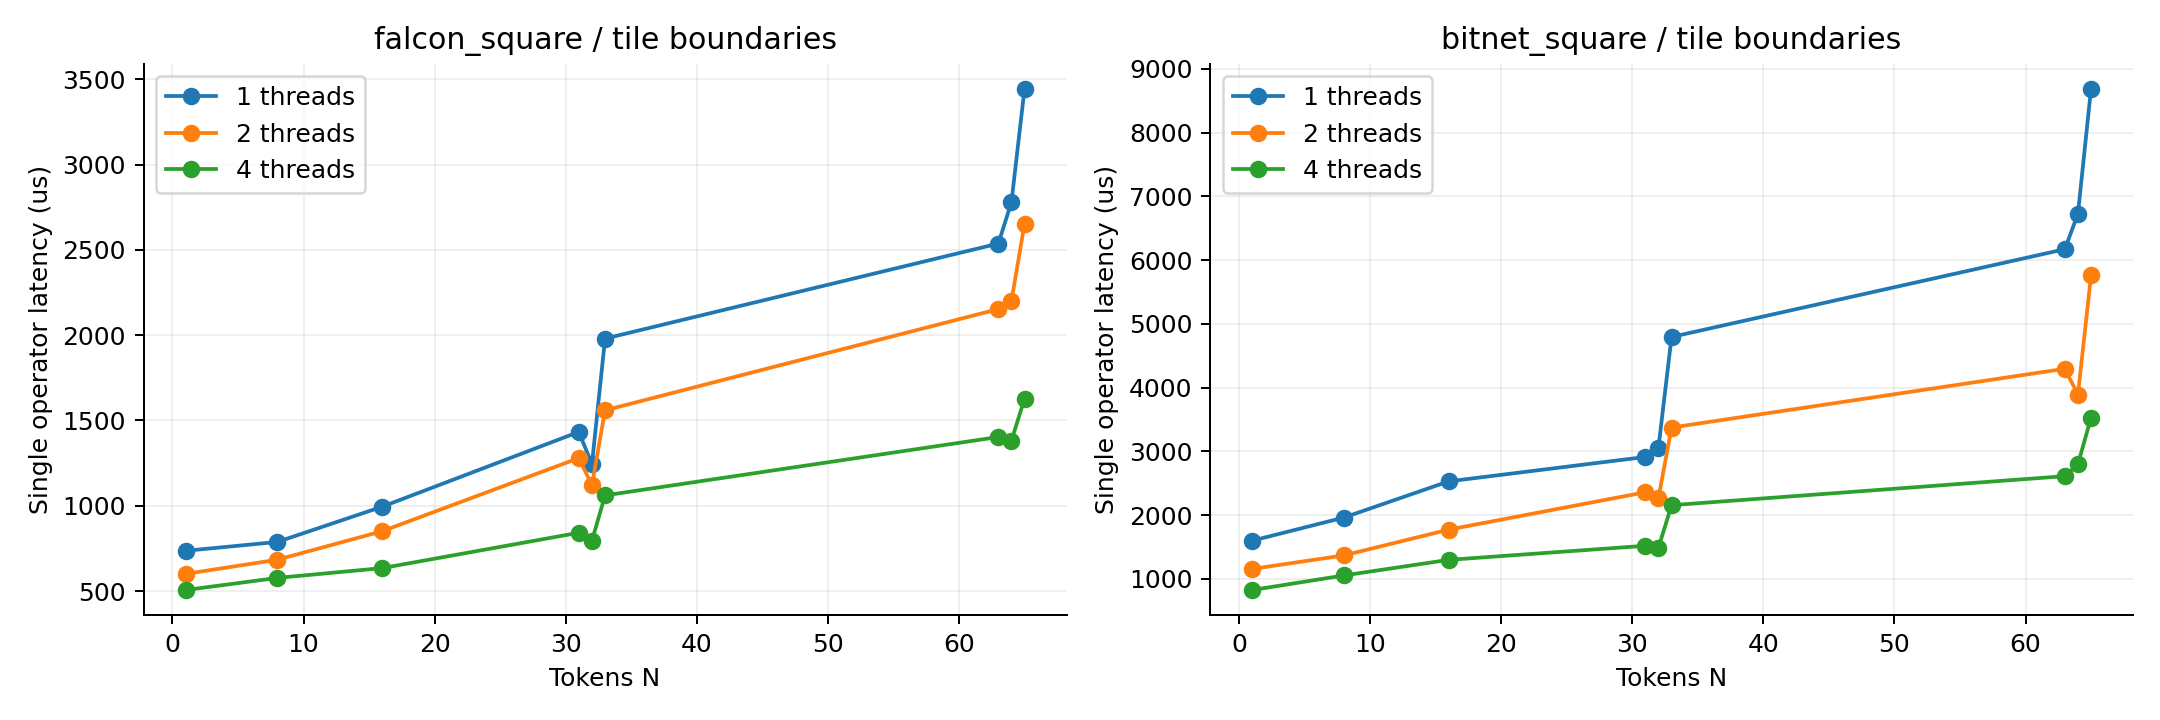 falcon_square / tile boundaries
3500
3000
2500
2000
1500
1000
500
Single operator latency (us)
1 threads
2 threads
4 threads
0 10 20 30 40 50 60
Tokens N
bitnet_square / tile boundaries
9000
8000
7000
6000
5000
4000
3000
2000
1000
Single operator latency (us)
1 threads
2 threads
4 threads
0 10 20 30 40 50 60
Tokens N